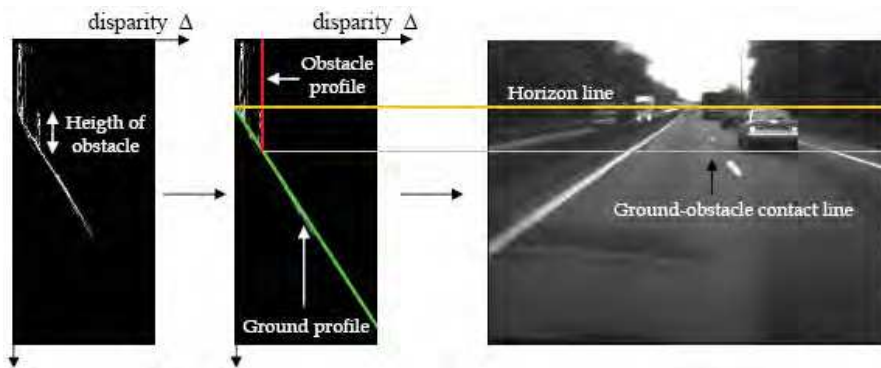 disparity Δ
disparity Δ
Heigth of
obstacle
Obstacle
profile
Ground profile
Horizon line
Ground-obstacle contact line